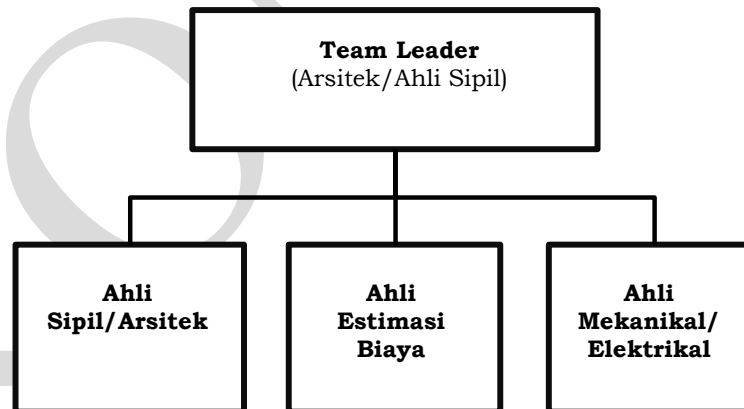 Team Leader
(Arsitek/Ahli Sipil)
Ahli
Sipil/Arsitek
Ahli
Estimasi
Biaya
Ahli
Mekanikal/
Elektrikal